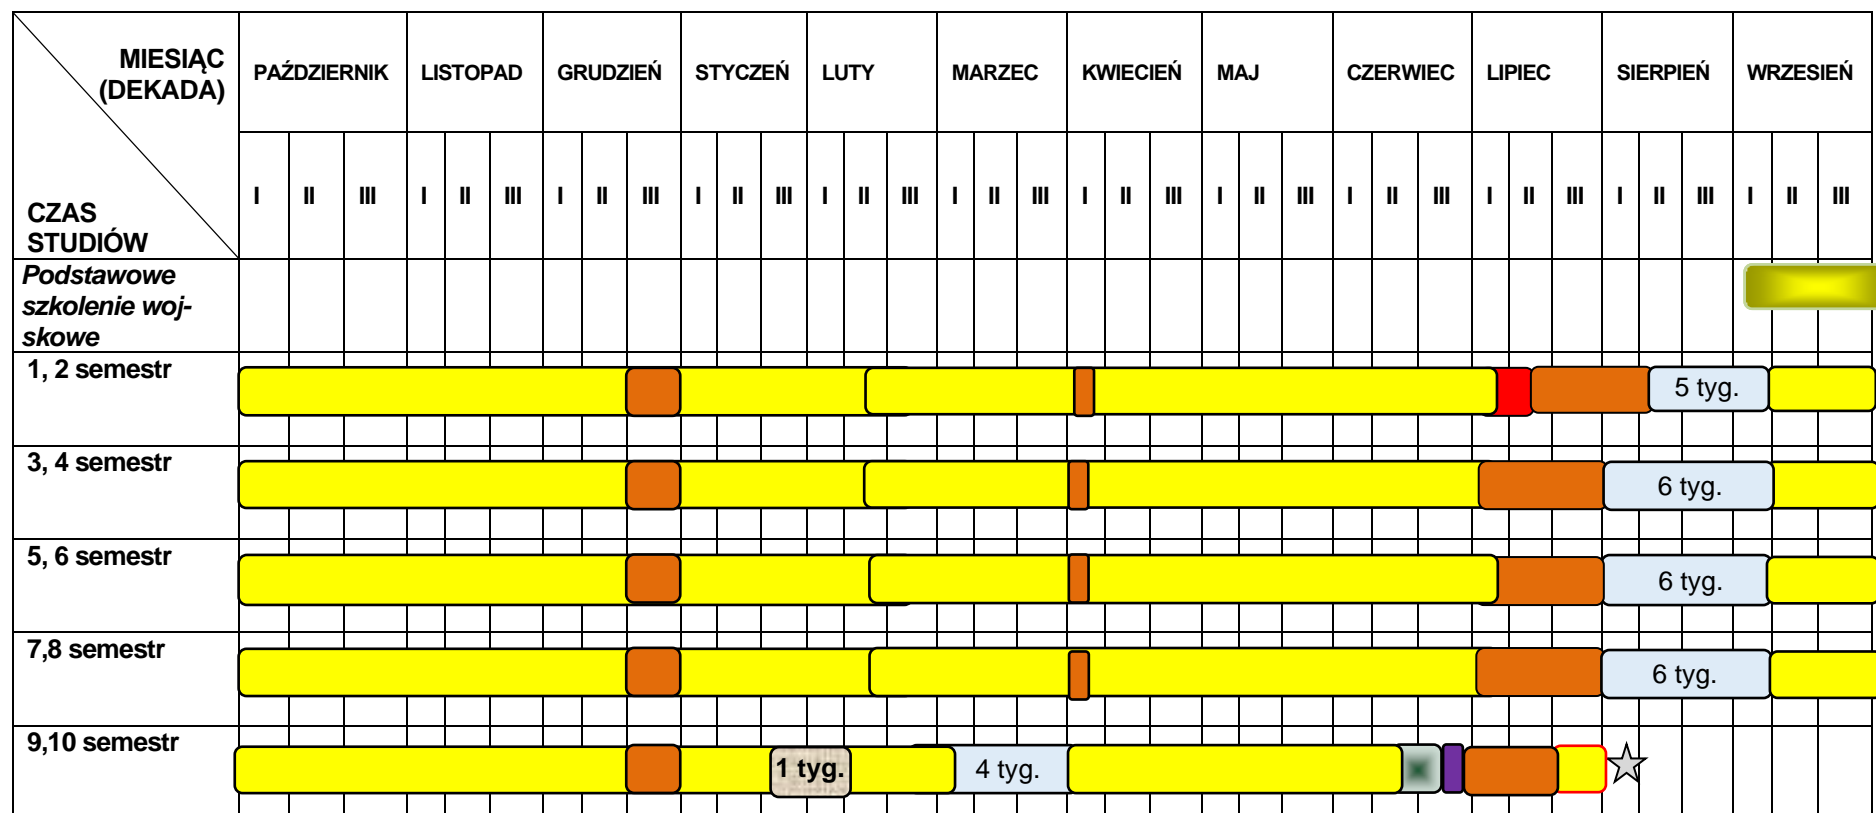 MIESIĄC
(DEKADA)
CZAS
STUDIÓW
PAŹDZIERNIK LISTOPAD GRUDZIEŃ STYCZEŃ LUTY MARZEC KWIECIEŃ MAJ CZERWIEC LIPIEC SIERPIEŃ WRZESIEŃ
I II III I II III I II III I II III I II III I II III I II III I II III I II III I II III I II III I II III
Podstawowe
szkolenie woj-
skowe
1, 2 semestr
5 tyg.
3, 4 semestr
6 tyg.
5, 6 semestr
6 tyg.
7,8 semestr
6 tyg.
9,10 semestr
1 tyg. 4 tyg.